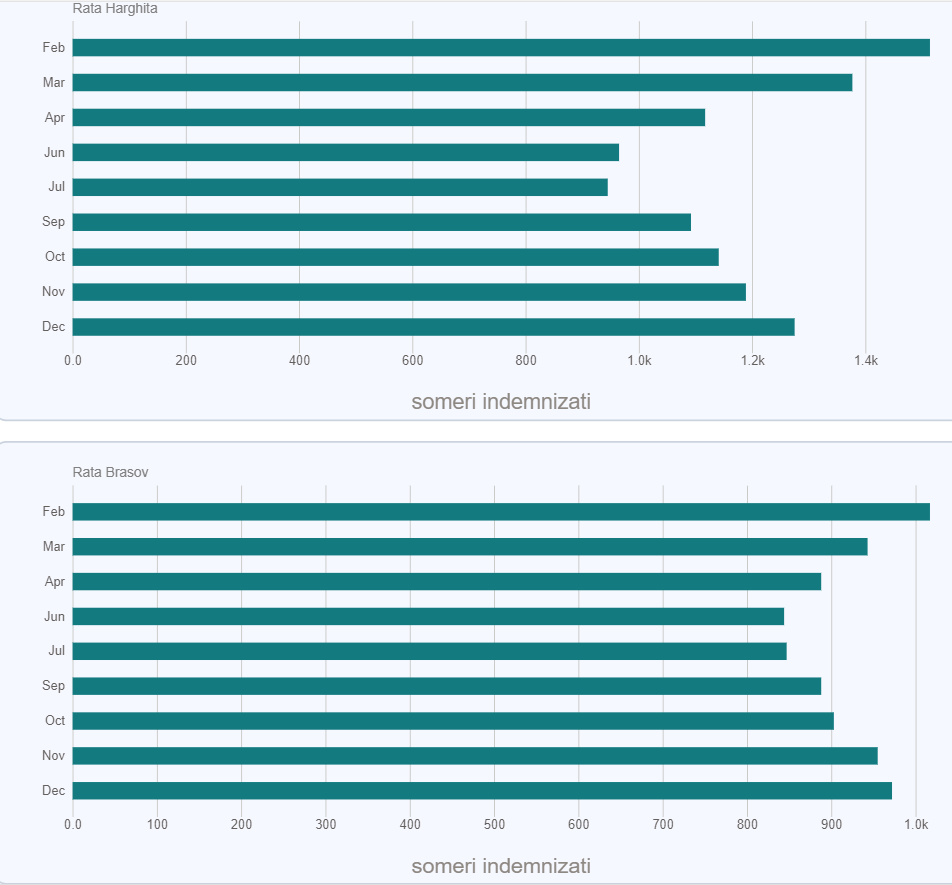 Rata Harghita
Feb
Mar
Apr
Jun
Jul
Sep
Oct
Nov
Dec
0.0 200 400 600 800 1.0k 1.2k 1.4k
someri indemnizati
Rata Brasov
Feb
Mar
Apr
Jun
Jul
Sep
Oct
Nov
Dec
0.0 100 200 300 400 500 600 700 800 900 1.0k
someri indemnizati